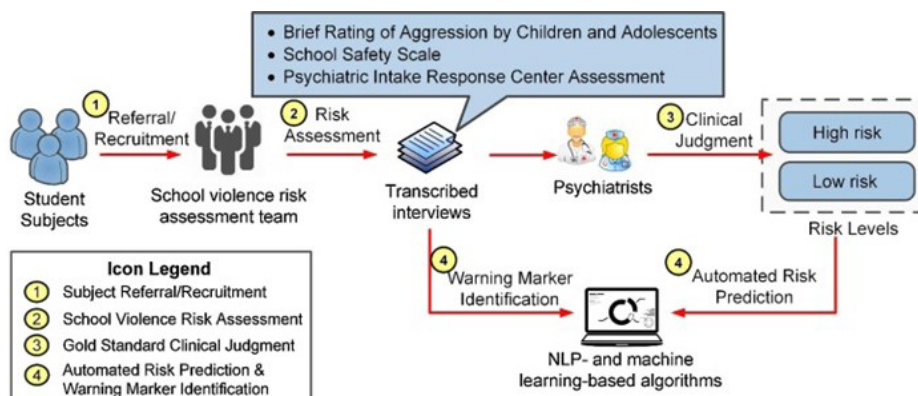 • Brief Rating of Aggression by Children and Adolescents
• School Safety Scale
• Psychiatric Intake Response Center Assessment
1
Referral/
Recruitment
2
Risk
Assessment
3
Clinical
Judgment
High risk
Low risk
Student
Subjects
School violence risk
assessment team
Transcribed
interviews
Psychiatrists
Risk Levels
4
Warning Marker
Identification
4
Automated Risk
Prediction
NLP- and machine
learning-based algorithms
Icon Legend
1 Subject Referral/Recruitment
2 School Violence Risk Assessment
3 Gold Standard Clinical Judgment
4 Automated Risk Prediction &
Warning Marker Identification